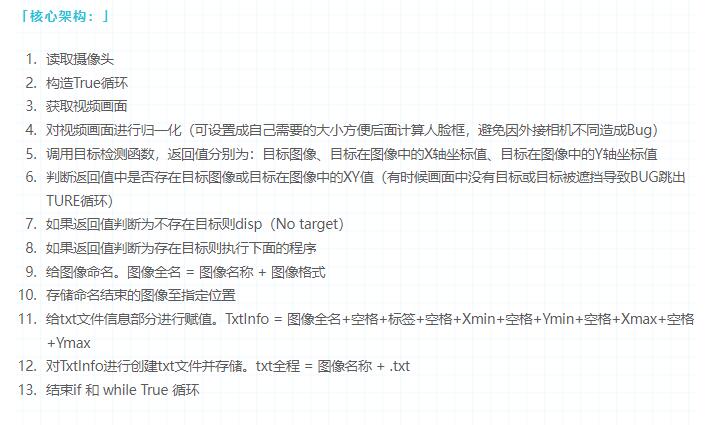 「核心架构：」
1. 读取摄像头
2. 构造True循环
3. 获取视频画面
4. 对视频画面进行归一化（可设置成自己需要的大小方便后面计算人脸框，避免因外接相机不同造成Bug）
5. 调用目标检测函数，返回值分别为：目标图像、目标在图像中的X轴坐标值、目标在图像中的Y轴坐标值
6. 判断返回值中是否存在目标图像或目标在图像中的XY值（有时候画面中没有目标或目标被遮挡导致BUG跳出
TURE循环）
7. 如果返回值判断为不存在目标则disp（No target）
8. 如果返回值判断为存在目标则执行下面的程序
9. 给图像命名。图像全名 = 图像名称 + 图像格式
10. 存储命名结束的图像至指定位置
11. 给txt文件信息部分进行赋值。TxtInfo = 图像全名+空格+标签+空格+Xmin+空格+Ymin+空格+Xmax+空格
+Ymax
12. 对TxtInfo进行创建txt文件并存储。txt全程 = 图像名称 + .txt
13. 结束if 和 while True 循环